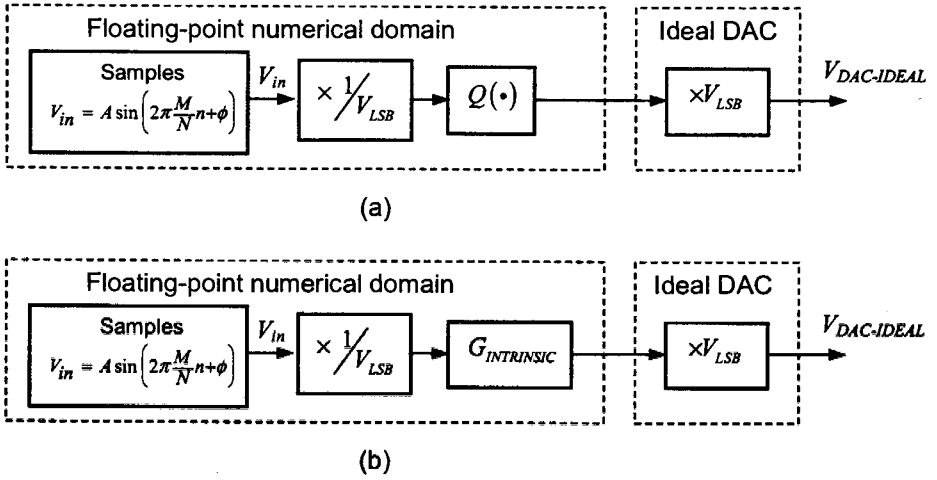 Floating-point numerical domain
Ideal DAC
Samples
V_in = A sin(2π M/N n+ϕ)
V_in
× 1/V_LSB
Q(•)
×V_LSB
V_DAC-IDEAL
(a)
Floating-point numerical domain
Ideal DAC
Samples
V_in = A sin(2π M/N n+ϕ)
V_in
× 1/V_LSB
G_INTRINSIC
×V_LSB
V_DAC-IDEAL
(b)